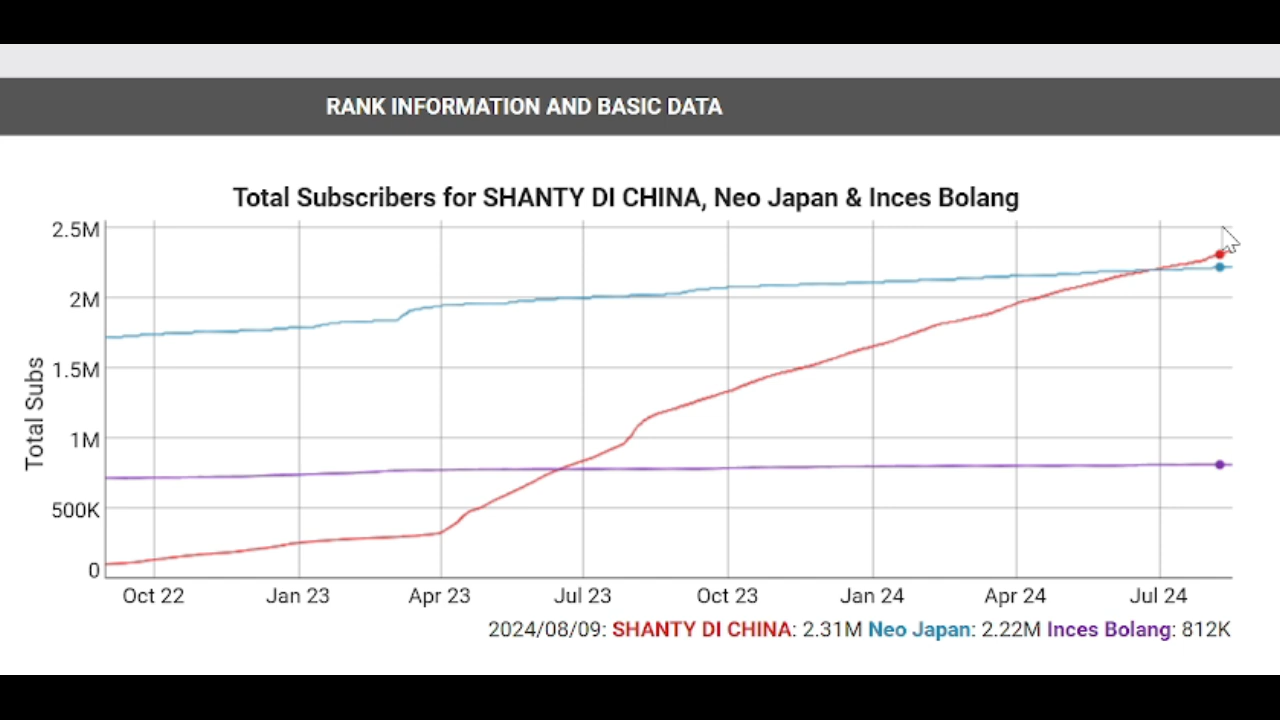 RANK INFORMATION AND BASIC DATA
Total Subscribers for SHANTY DI CHINA, Neo Japan & Inces Bolang
Total Subs
2.5M
2M
1.5M
1M
500K
0
Oct 22 Jan 23 Apr 23 Jul 23 Oct 23 Jan 24 Apr 24 Jul 24
2024/08/09: SHANTY DI CHINA: 2.31M Neo Japan: 2.22M Inces Bolang: 812K